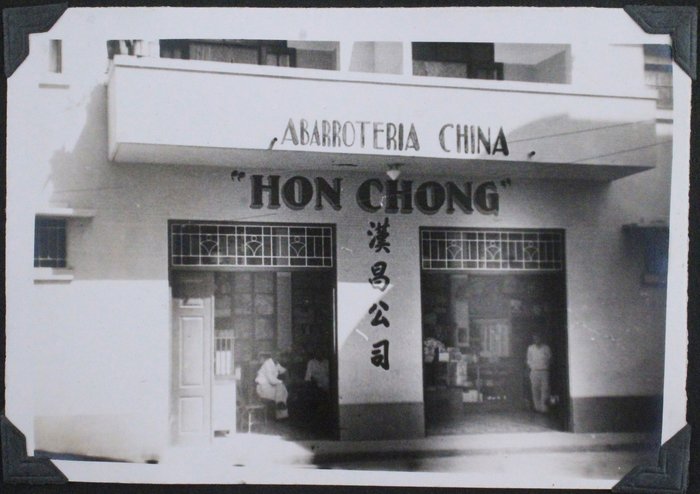 ABARROTERIA CHINA
"HON CHONG"
漢昌公司